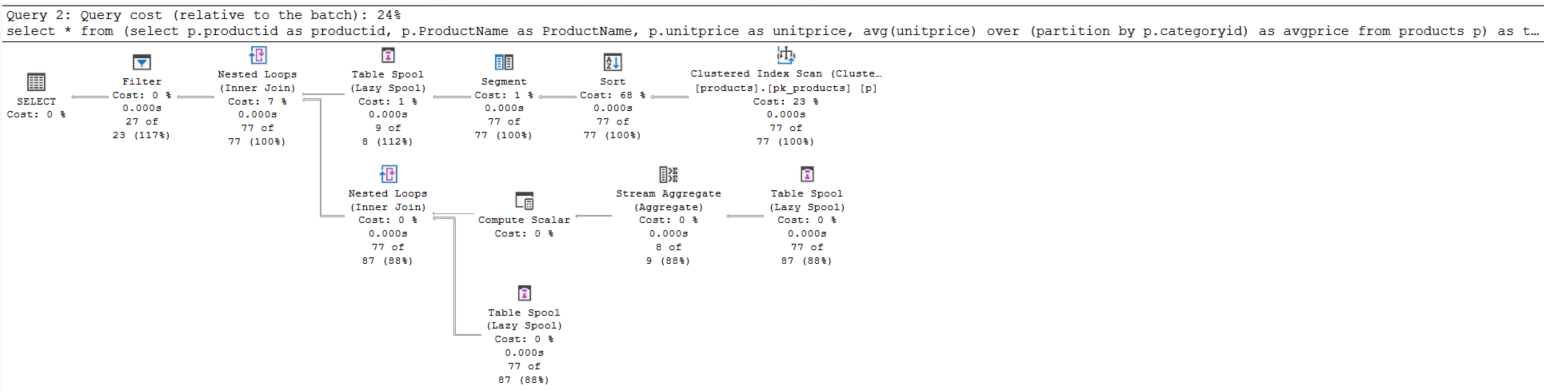 Query 2: Query cost (relative to the batch): 24%
select * from (select p.productid as productid, p.ProductName as ProductName, p.unitprice as unitprice, avg(unitprice) over (partition by p.categoryid) as avgprice from products p) as t…
SELECT
Cost: 0 %
Filter
Cost: 0 %
0.000s
27 of
23 (117%)
Nested Loops
(Inner Join)
Cost: 7 %
0.000s
77 of
77 (100%)
Table Spool
(Lazy Spool)
Cost: 1 %
0.000s
9 of
8 (112%)
Segment
Cost: 1 %
0.000s
77 of
77 (100%)
Sort
Cost: 68 %
0.000s
77 of
77 (100%)
Clustered Index Scan (Cluste…
[products].[pk_products] [p]
Cost: 23 %
0.000s
77 of
77 (100%)
Nested Loops
(Inner Join)
Cost: 0 %
0.000s
77 of
87 (88%)
Compute Scalar
Cost: 0 %
Stream Aggregate
(Aggregate)
Cost: 0 %
0.000s
8 of
9 (88%)
Table Spool
(Lazy Spool)
Cost: 0 %
0.000s
77 of
87 (88%)
Table Spool
(Lazy Spool)
Cost: 0 %
0.000s
77 of
87 (88%)